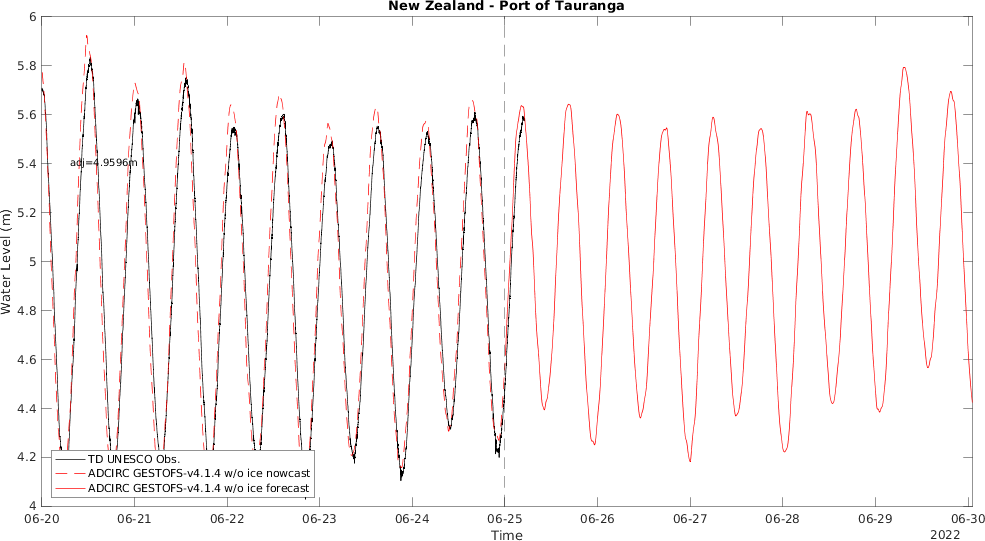 New Zealand - Port of Tauranga
Water Level (m)
6
5.8
5.6
5.4
5.2
5
4.8
4.6
4.4
4.2
4
adj=4.9596m
TD UNESCO Obs.
ADCIRC GESTOFS-v4.1.4 w/o ice nowcast
ADCIRC GESTOFS-v4.1.4 w/o ice forecast
06-20 06-21 06-22 06-23 06-24 06-25 06-26 06-27 06-28 06-29 06-30
Time
2022